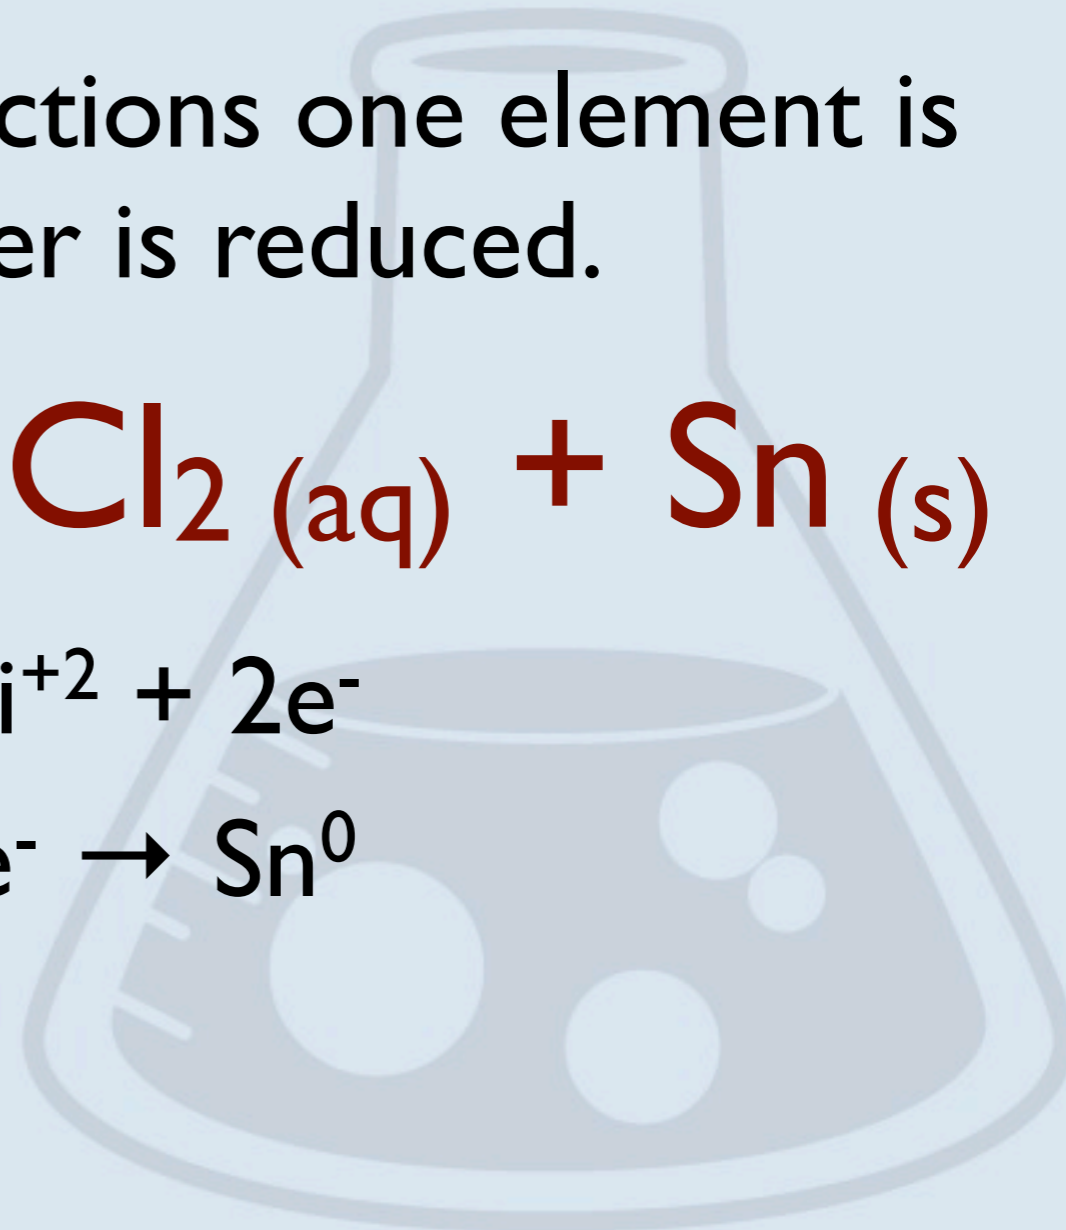 ctions one element is
er is reduced.
Cl₂ (aq) + Sn (s)
i⁺² + 2e⁻
e⁻ → Sn⁰